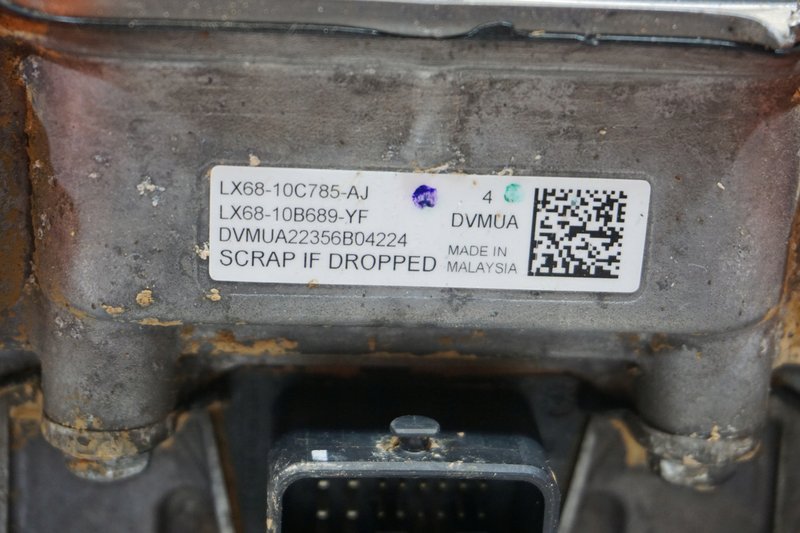 LX68-10C785-AJ
LX68-10B689-YF
DVMUA22356B04224
SCRAP IF DROPPED
4
DVMUA
MADE IN
MALAYSIA